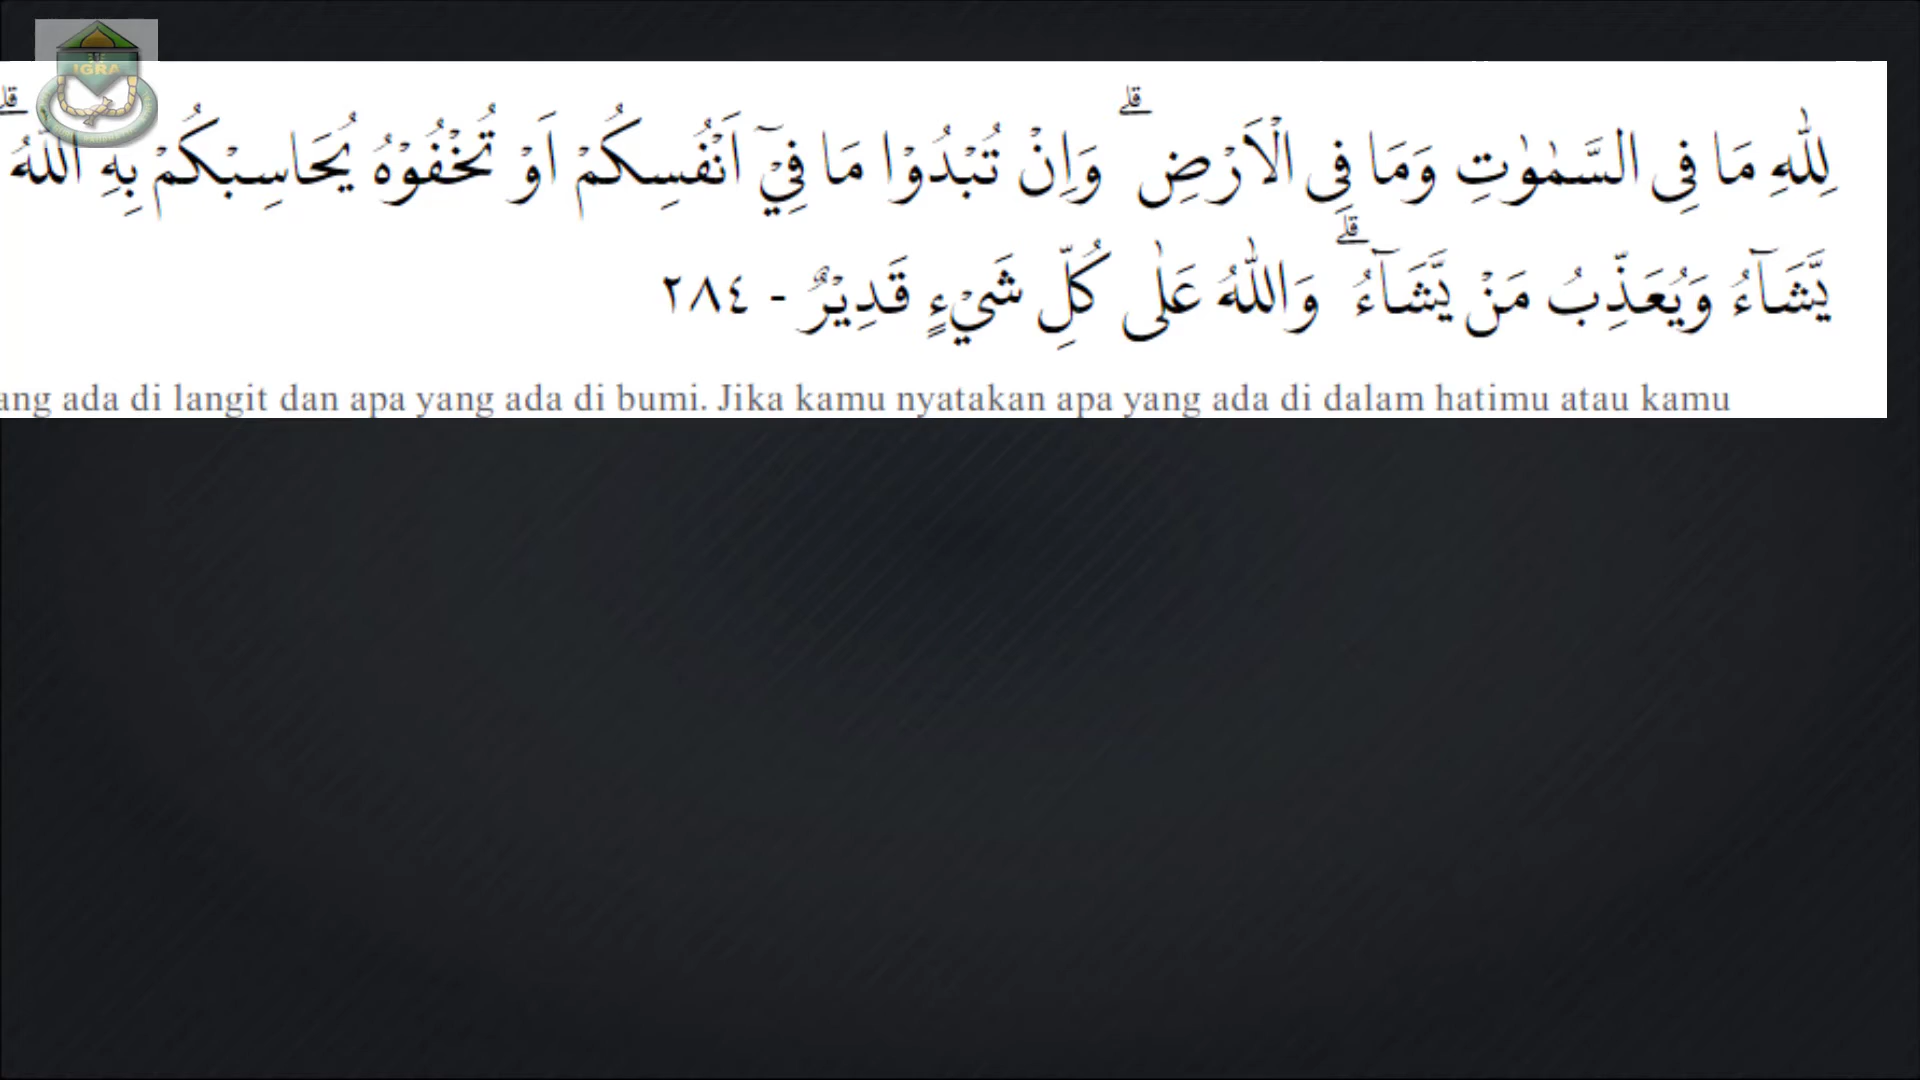 IGRA
لِلّٰهِ مَا فِى السَّمٰوٰتِ وَمَا فِى الْاَرْضِ ۗ وَاِنْ تُبْدُوْا مَا فِيْٓ اَنْفُسِكُمْ اَوْ تُخْفُوْهُ يُحَاسِبْكُمْ بِهِ اللّٰهُ ۗ
يَّشَاۤءُ وَيُعَذِّبُ مَنْ يَّشَاۤءُ ۗ وَاللّٰهُ عَلٰى كُلِّ شَيْءٍ قَدِيْرٌ - ٢٨٤
ang ada di langit dan apa yang ada di bumi. Jika kamu nyatakan apa yang ada di dalam hatimu atau kamu